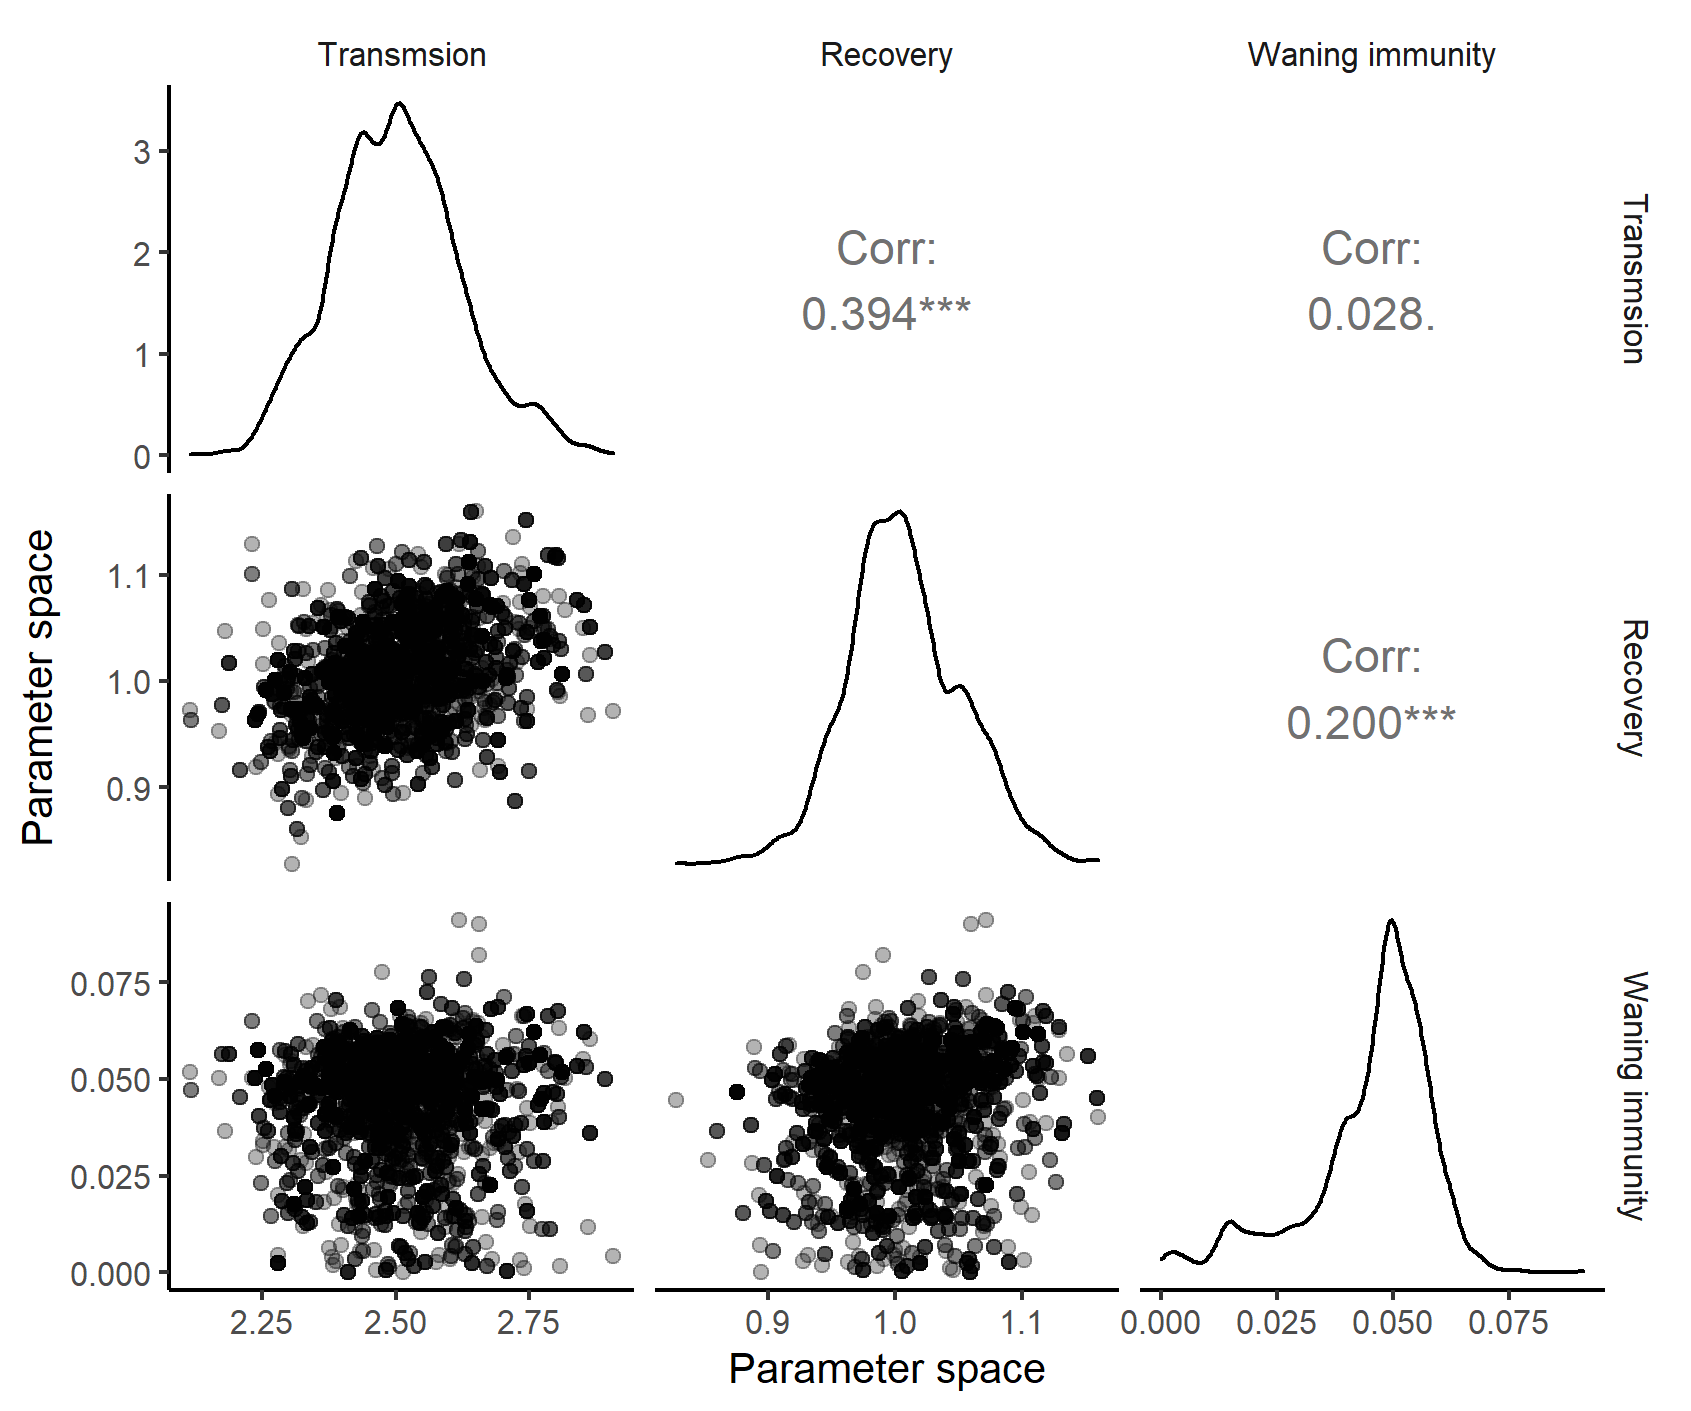 Transmsion Recovery Waning immunity
3
2
1
0
Corr:
0.394***
Corr:
0.028.
Transmsion
Parameter space
1.1
1.0
0.9
Corr:
0.200***
Recovery
0.075
0.050
0.025
0.000
Waning immunity
2.25 2.50 2.75 0.9 1.0 1.1 0.000 0.025 0.050 0.075
Parameter space